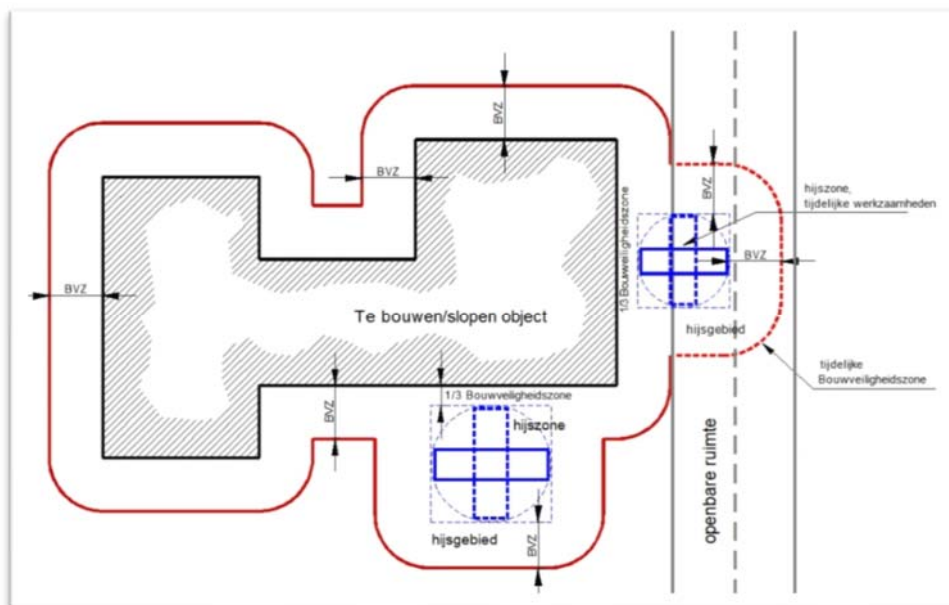 BVZ
BVZ
BVZ
hijszone,
tijdelijke werkzaamheden
1/3 Bouwveiligheidszone
BVZ
BVZ
hijsgebied
Te bouwen/slopen object
tijdelijke
Bouwveiligheidszone
BVZ
1/3 Bouwveiligheidszone
hijszone
openbare ruimte
hijsgebied
BVZ